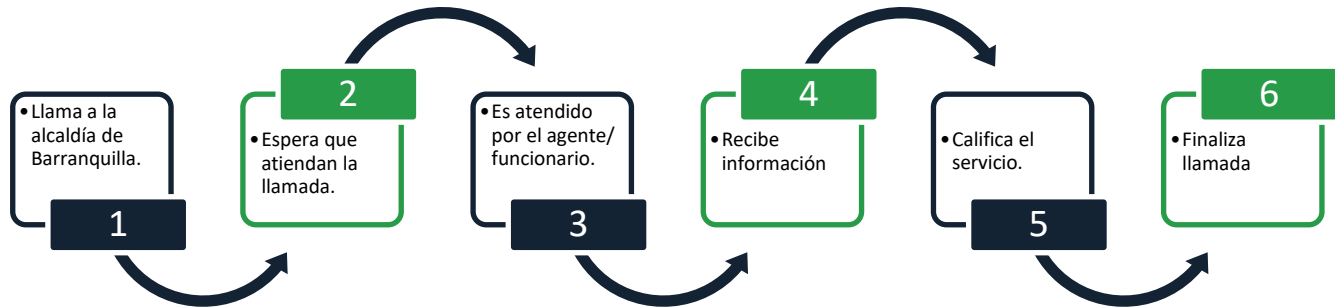 •Llama a la
alcaldía de
Barranquilla.
1
2
•Espera que
atiendan la
llamada.
•Es atendido
por el agente/
funcionario.
3
4
•Recibe
información
•Califica el
servicio.
5
6
•Finaliza
llamada